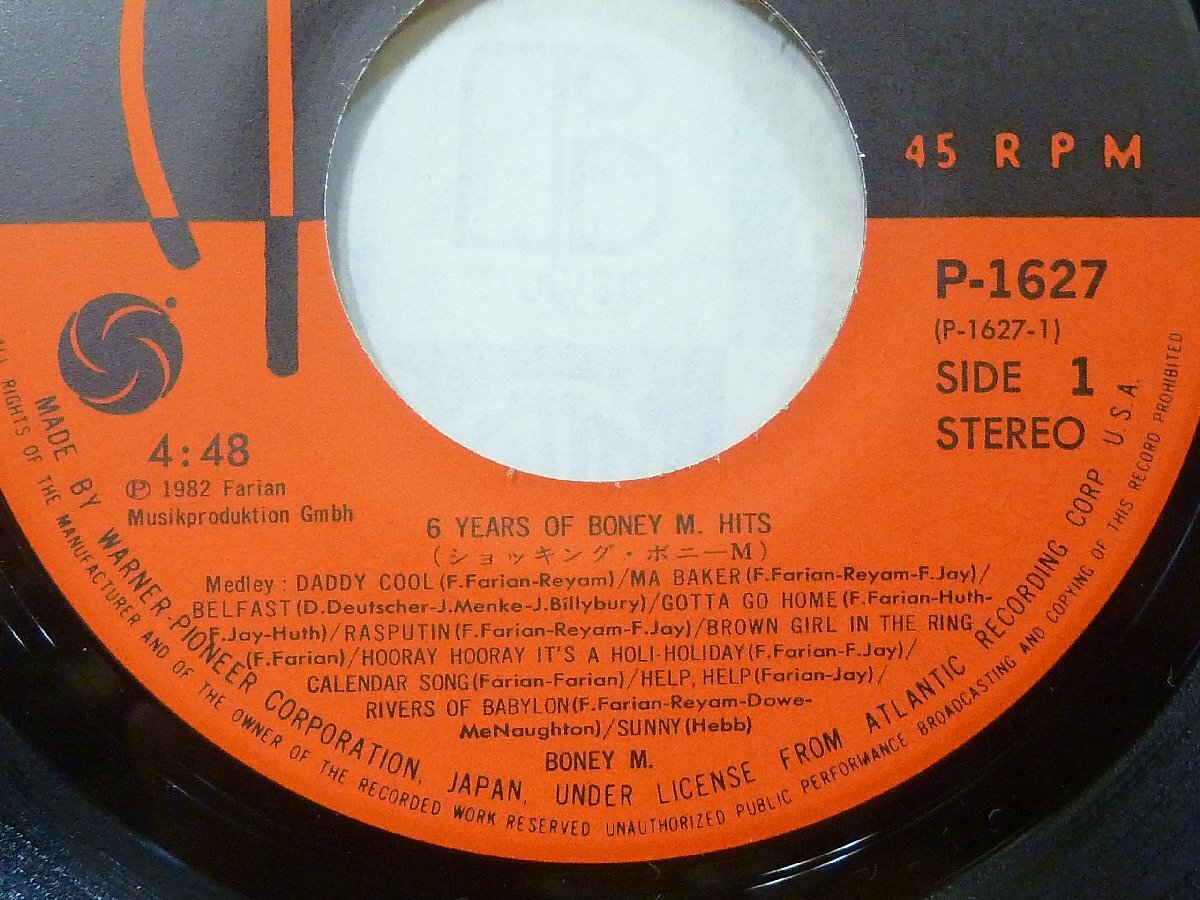 45 RPM
P-1627
(P-1627-1)
SIDE 1
STEREO
4:48
Ⓟ 1982 Farian
Musikproduktion Gmbh
6 YEARS OF BONEY M. HITS
(ショッキング・ボニーM)
Medley : DADDY COOL (F.Farian-Reyam)/MA BAKER (F.Farian-Reyam-F.Jay)/
BELFAST (D.Deutscher-J.Menke-J.Billybury)/GOTTA GO HOME (F.Farian-Huth-
F.Jay-Huth)/RASPUTIN (F.Farian-Reyam-F.Jay)/BROWN GIRL IN THE RING
(F.Farian)/HOORAY HOORAY IT'S A HOLI-HOLIDAY (F.Farian-F.Jay)/
CALENDAR SONG (Farian-Farian)/HELP, HELP (Farian-Jay)/
RIVERS OF BABYLON (F.Farian-Reyam-Dowe-
MeNaughton)/SUNNY (Hebb)
BONEY M.
MADE BY WARNER-PIONEER CORPORATION, JAPAN, UNDER LICENSE FROM ATLANTIC RECORDING CORP. U.S.A.
ALL RIGHTS OF THE MANUFACTURER AND OF THE OWNER OF THE RECORDED WORK RESERVED UNAUTHORIZED PUBLIC PERFORMANCE BROADCASTING AND COPYING OF THIS RECORD PROHIBITED